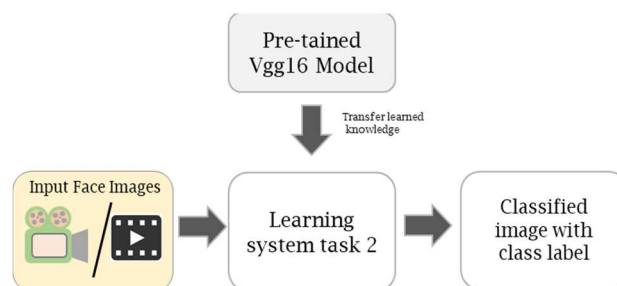 Pre-tained
Vgg16 Model
Transfer learned
knowledge
Input Face Images
Learning
system task 2
Classified
image with
class label